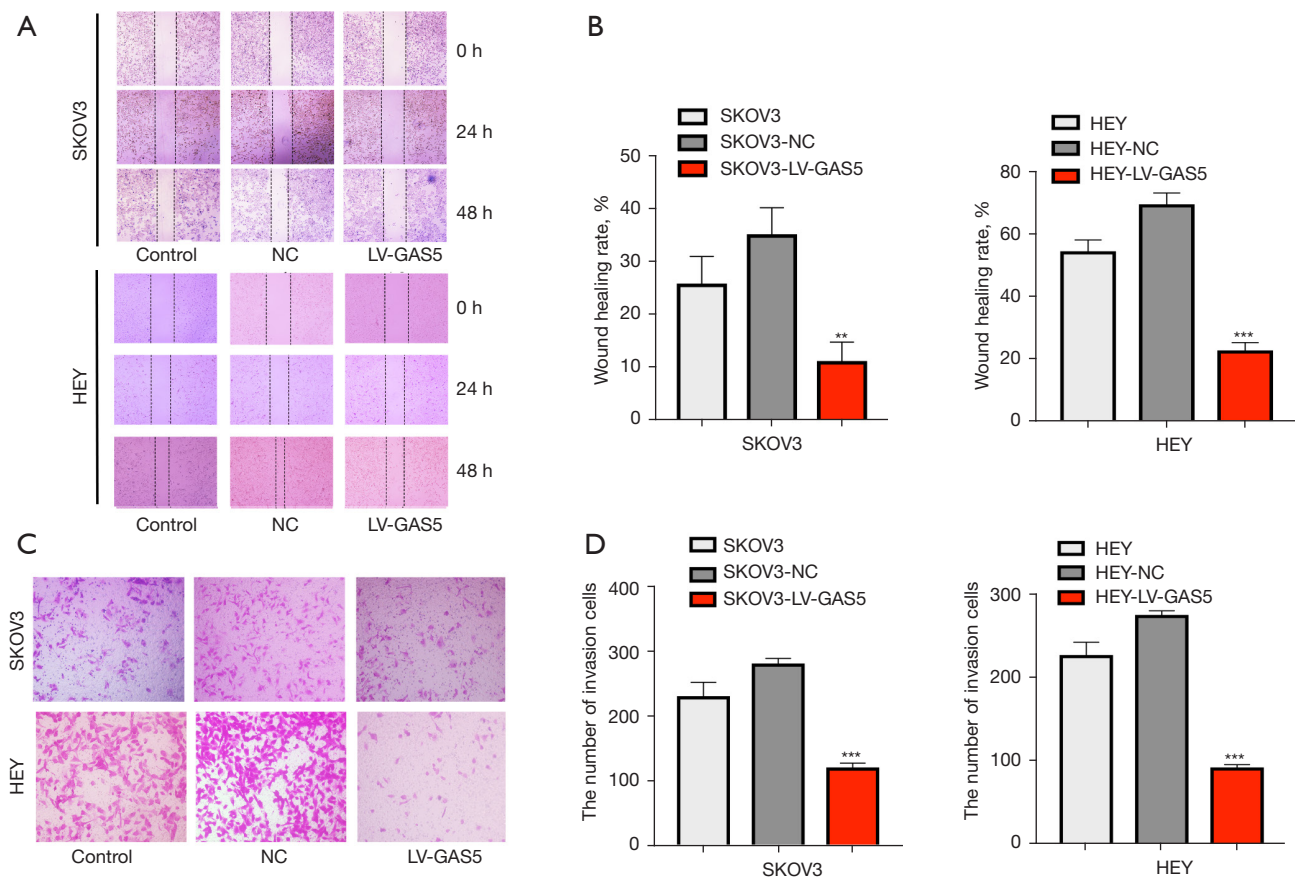 A
SKOV3
0 h
24 h
48 h
Control NC LV-GAS5
HEY
0 h
24 h
48 h
Control NC LV-GAS5
B
SKOV3
SKOV3-NC
SKOV3-LV-GAS5
Wound healing rate, %
50
40
30
20
10
0
**
SKOV3
HEY
HEY-NC
HEY-LV-GAS5
Wound healing rate, %
80
60
40
20
0
***
HEY
C
SKOV3
HEY
Control NC LV-GAS5
D
SKOV3
SKOV3-NC
SKOV3-LV-GAS5
The number of invasion cells
400
300
200
100
0
***
SKOV3
HEY
HEY-NC
HEY-LV-GAS5
The number of invasion cells
300
200
100
0
***
HEY